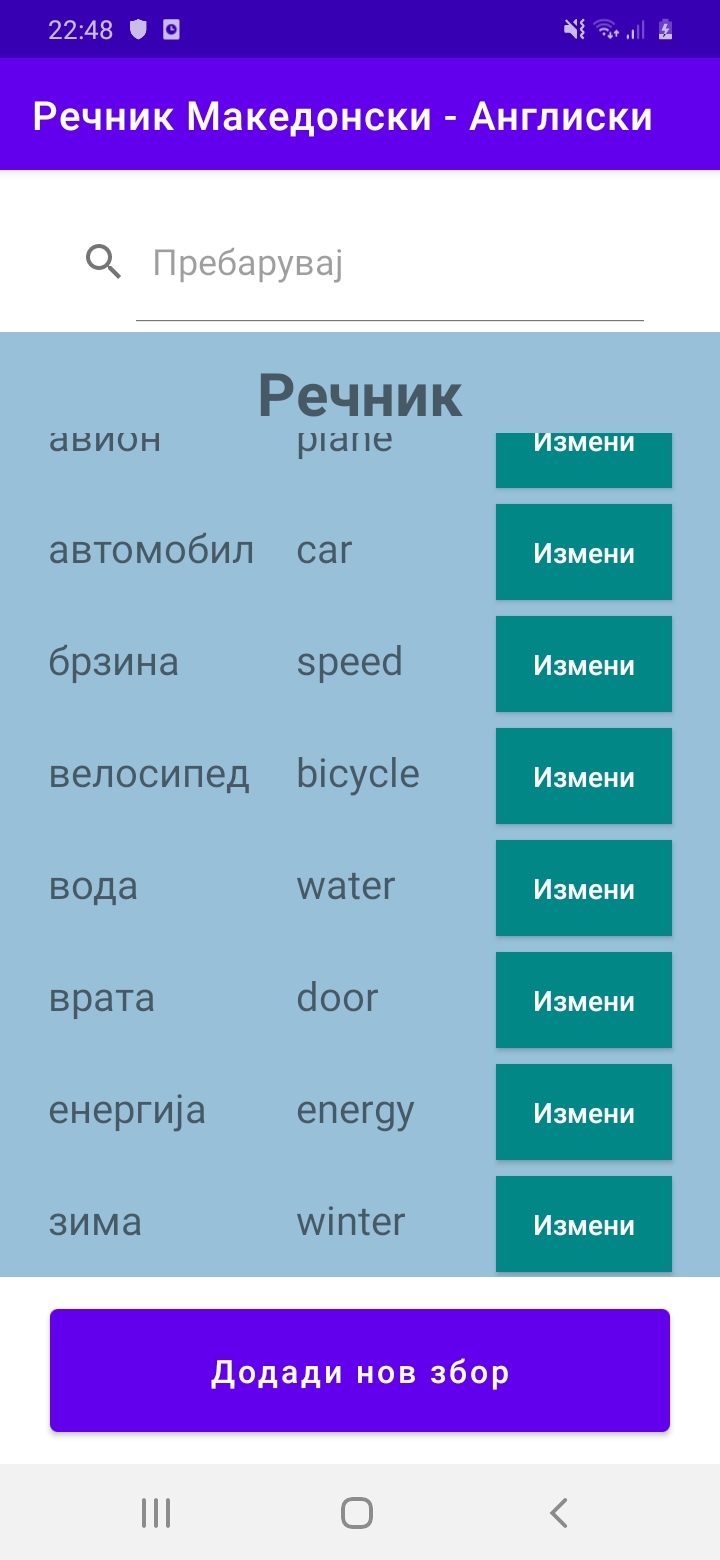 22:48
Речник Македонски - Англиски
Пребарувај
Речник
авион plane Измени
автомобил car Измени
брзина speed Измени
велосипед bicycle Измени
вода water Измени
врата door Измени
енергија energy Измени
зима winter Измени
Додади нов збор